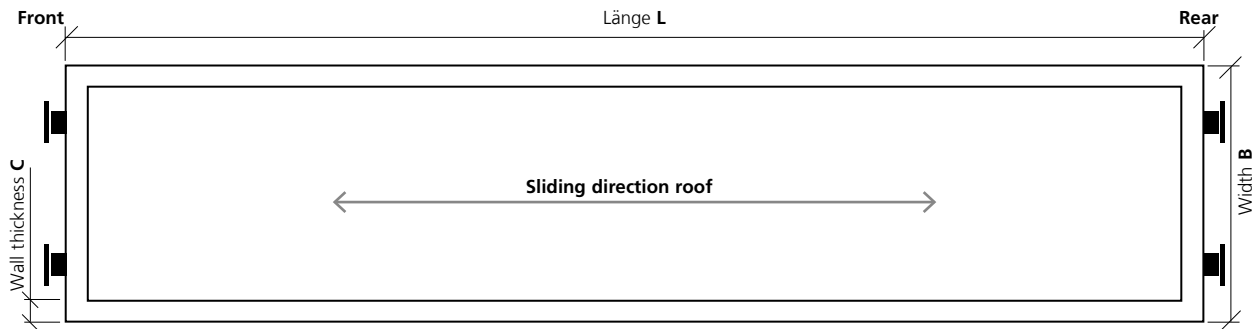 Front
Länge L
Rear
Wall thickness C
Sliding direction roof
Width B